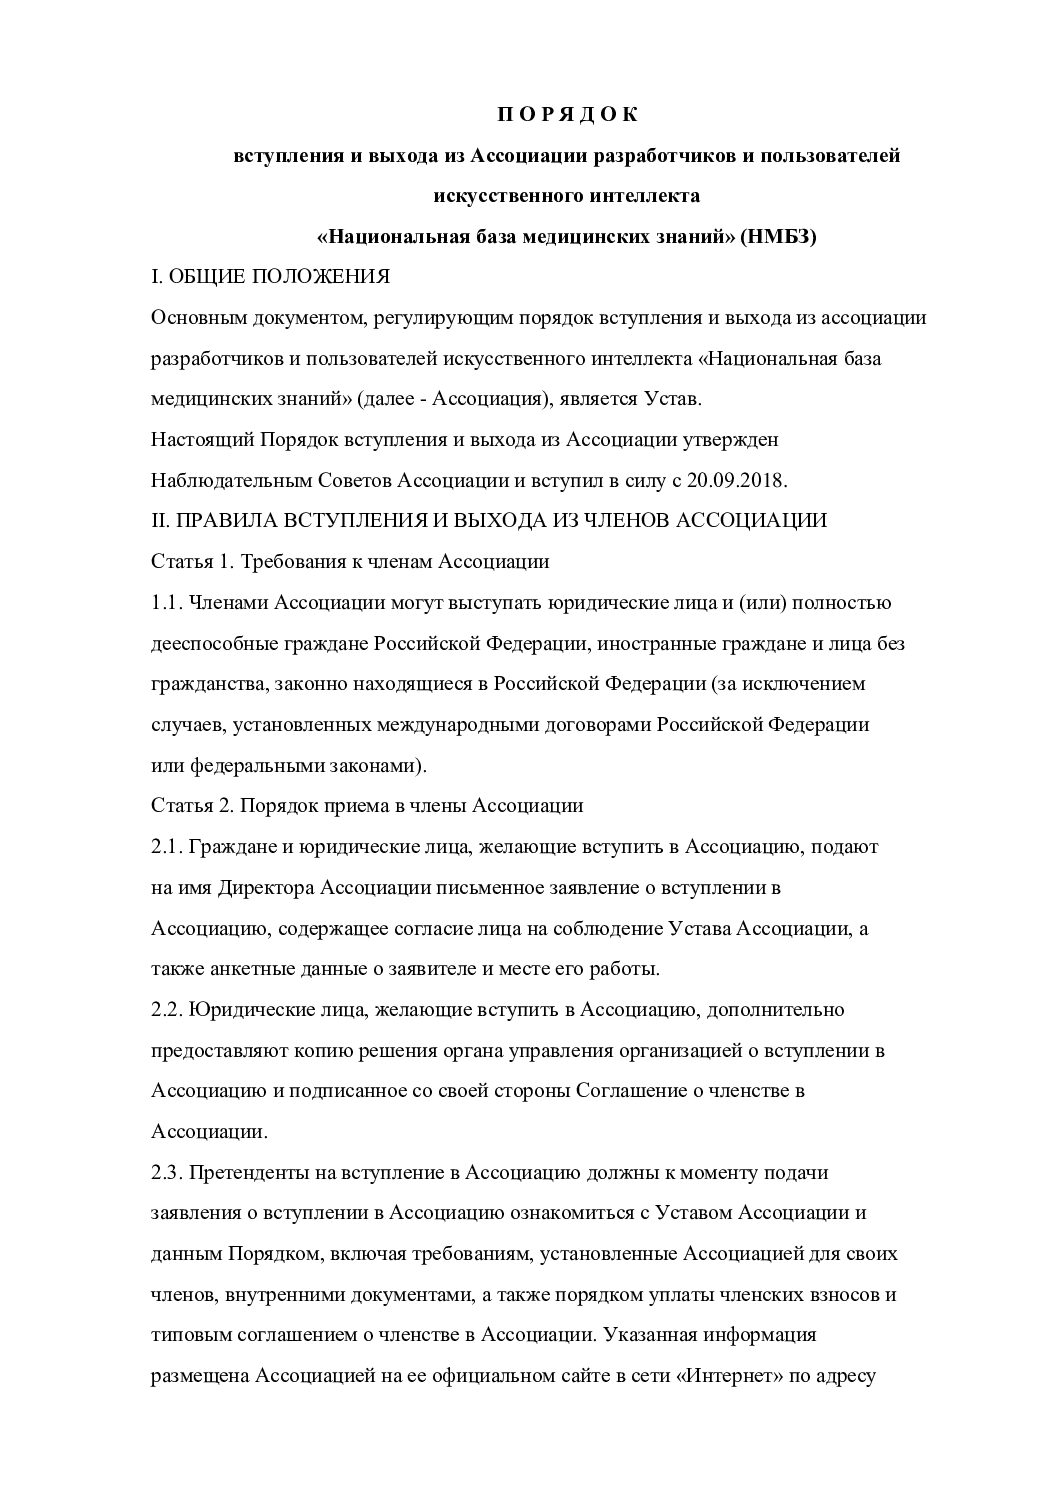 П О Р Я Д О К
вступления и выхода из Ассоциации разработчиков и пользователей
искусственного интеллекта
«Национальная база медицинских знаний» (НМБЗ)
I. ОБЩИЕ ПОЛОЖЕНИЯ
Основным документом, регулирующим порядок вступления и выхода из ассоциации
разработчиков и пользователей искусственного интеллекта «Национальная база
медицинских знаний» (далее - Ассоциация), является Устав.
Настоящий Порядок вступления и выхода из Ассоциации утвержден
Наблюдательным Советов Ассоциации и вступил в силу с 20.09.2018.
II. ПРАВИЛА ВСТУПЛЕНИЯ И ВЫХОДА ИЗ ЧЛЕНОВ АССОЦИАЦИИ
Статья 1. Требования к членам Ассоциации
1.1. Членами Ассоциации могут выступать юридические лица и (или) полностью
дееспособные граждане Российской Федерации, иностранные граждане и лица без
гражданства, законно находящиеся в Российской Федерации (за исключением
случаев, установленных международными договорами Российской Федерации
или федеральными законами).
Статья 2. Порядок приема в члены Ассоциации
2.1. Граждане и юридические лица, желающие вступить в Ассоциацию, подают
на имя Директора Ассоциации письменное заявление о вступлении в
Ассоциацию, содержащее согласие лица на соблюдение Устава Ассоциации, а
также анкетные данные о заявителе и месте его работы.
2.2. Юридические лица, желающие вступить в Ассоциацию, дополнительно
предоставляют копию решения органа управления организацией о вступлении в
Ассоциацию и подписанное со своей стороны Соглашение о членстве в
Ассоциации.
2.3. Претенденты на вступление в Ассоциацию должны к моменту подачи
заявления о вступлении в Ассоциацию ознакомиться с Уставом Ассоциации и
данным Порядком, включая требованиям, установленные Ассоциацией для своих
членов, внутренними документами, а также порядком уплаты членских взносов и
типовым соглашением о членстве в Ассоциации. Указанная информация
размещена Ассоциацией на ее официальном сайте в сети «Интернет» по адресу